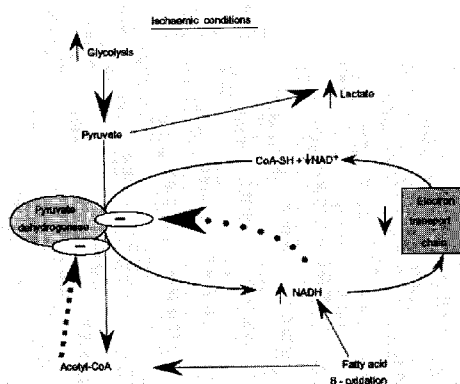 Ischaemic conditions
Glycolysis
Lactate
Pyruvate
CoA-SH + ↓NAD+
Pyruvate
dehydrogenase
Electron
transport
chain
NADH
Acetyl-CoA
Fatty acid
β - oxidation